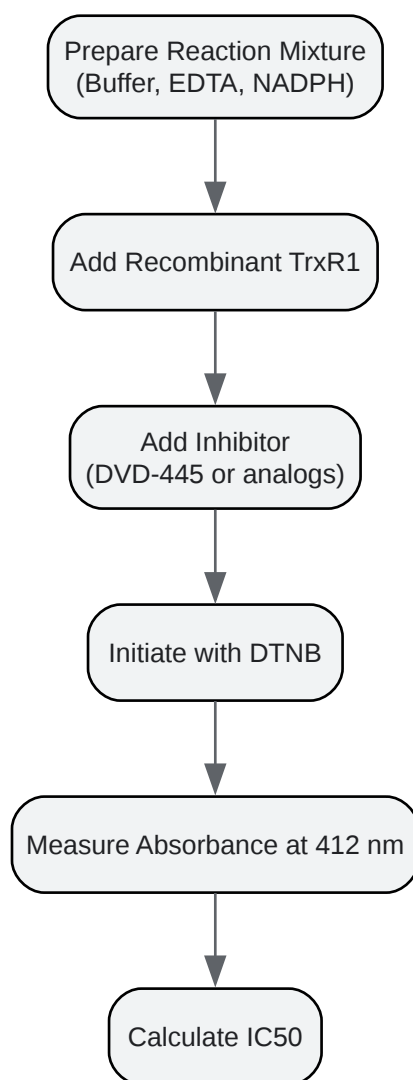 Prepare Reaction Mixture
(Buffer, EDTA, NADPH)
Add Recombinant TrxR1
Add Inhibitor
(DVD-445 or analogs)
Initiate with DTNB
Measure Absorbance at 412 nm
Calculate IC50